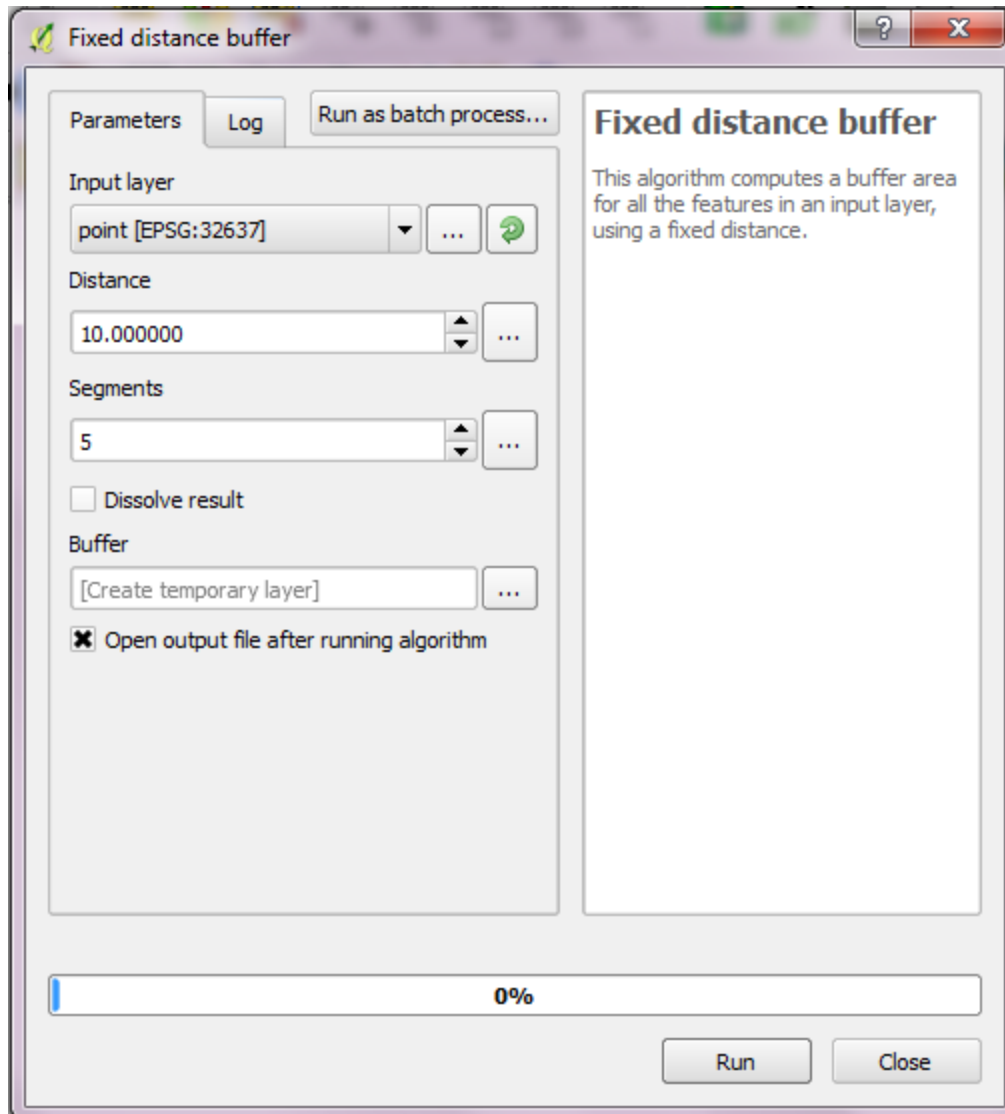 Fixed distance buffer
Parameters
Log
Run as batch process...
Input layer
point [EPSG:32637]
...
Distance
10.000000
...
Segments
5
...
Dissolve result
Buffer
[Create temporary layer]
...
Open output file after running algorithm
Fixed distance buffer
This algorithm computes a buffer area
for all the features in an input layer,
using a fixed distance.
0%
Run
Close